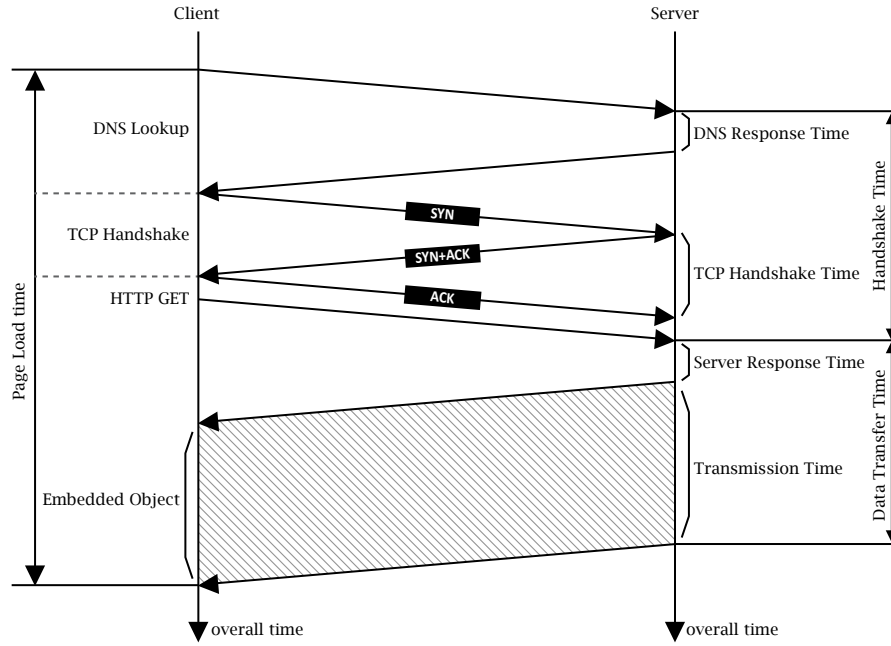 Client
Server
DNS Lookup
DNS Response Time
SYN
TCP Handshake
SYN+ACK
TCP Handshake Time
HTTP GET
ACK
Handshake Time
Page Load time
Server Response Time
Embedded Object
Transmission Time
Data Transfer Time
overall time
overall time